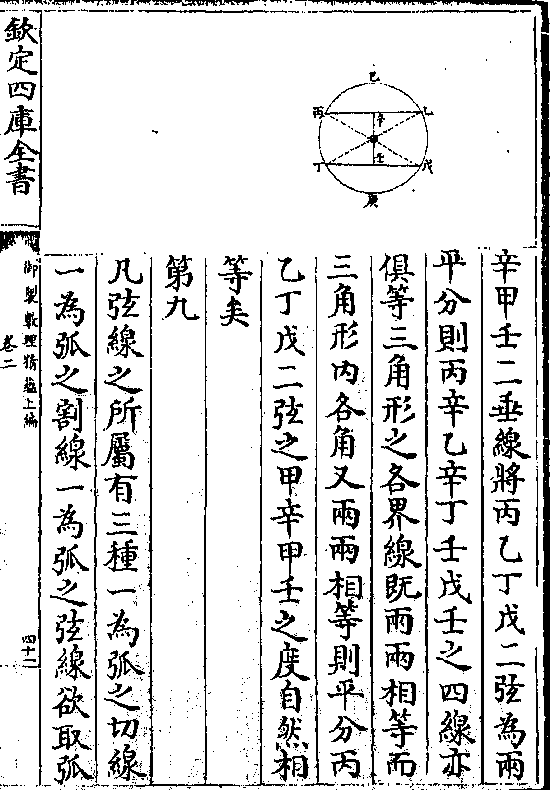 辛甲壬二垂線將丙乙丁戊二弦為兩
平分則丙辛乙辛丁壬戊壬之四線亦
俱等三角形之各界線既兩兩相等而
三角形内各角又兩兩相等則平分丙
乙丁戊二弦之甲辛甲壬之度自然相
等矣
第九
凡弦線之所屬有三種一為弧之切線
一為弧之割線一為弧之弦線欲取弧
欽定四庫全書
御製數理精蘊上編
卷二
四十二
己
丙
乙
辛
甲
壬
丁
戊
庚